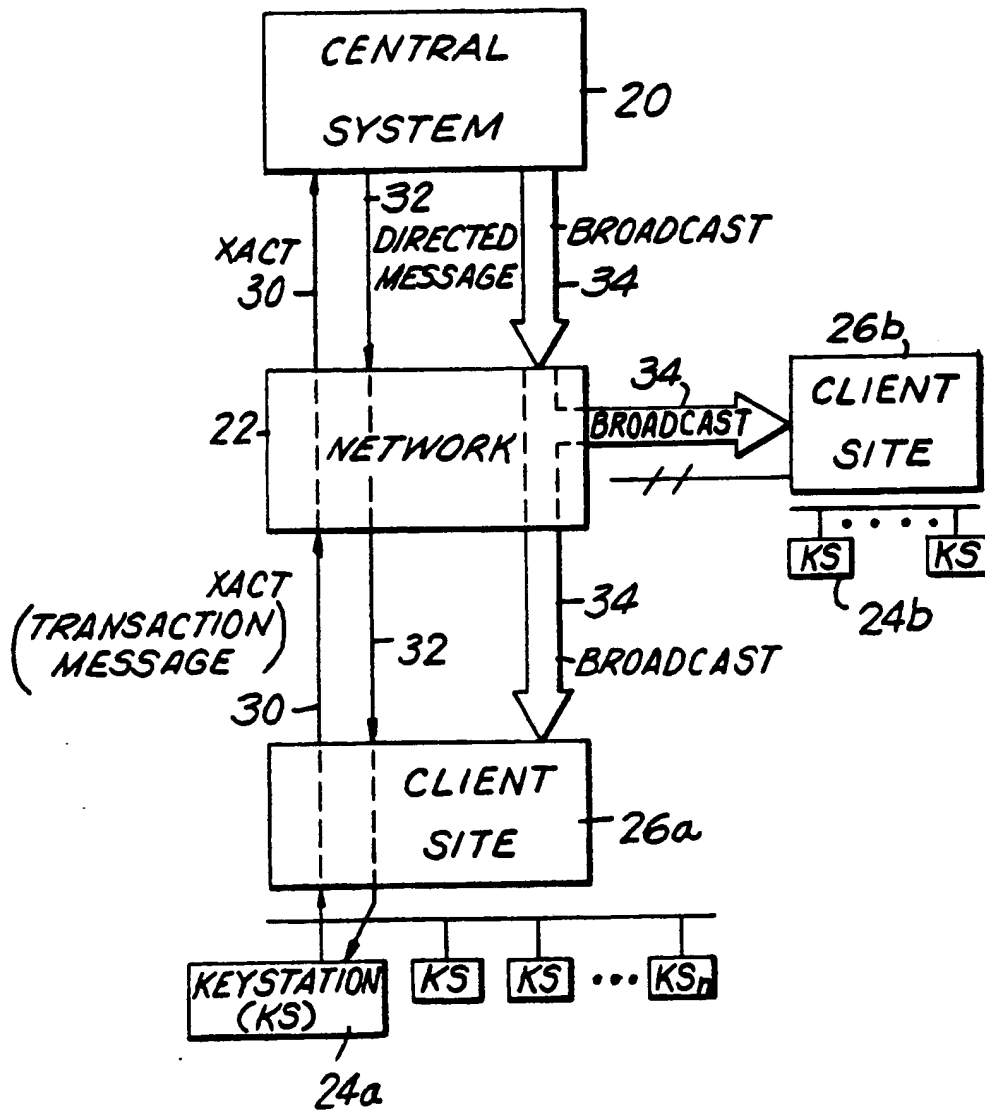 CENTRAL
SYSTEM
20
32
XACT
30
DIRECTED
MESSAGE
BROADCAST
34
26b
22
NETWORK
34
BROADCAST
CLIENT
SITE
KS
....
KS
24b
XACT
(TRANSACTION
MESSAGE)
30
32
34
BROADCAST
CLIENT
SITE
26a
KEYSTATION
(KS)
KS
KS
...
KSn
24a